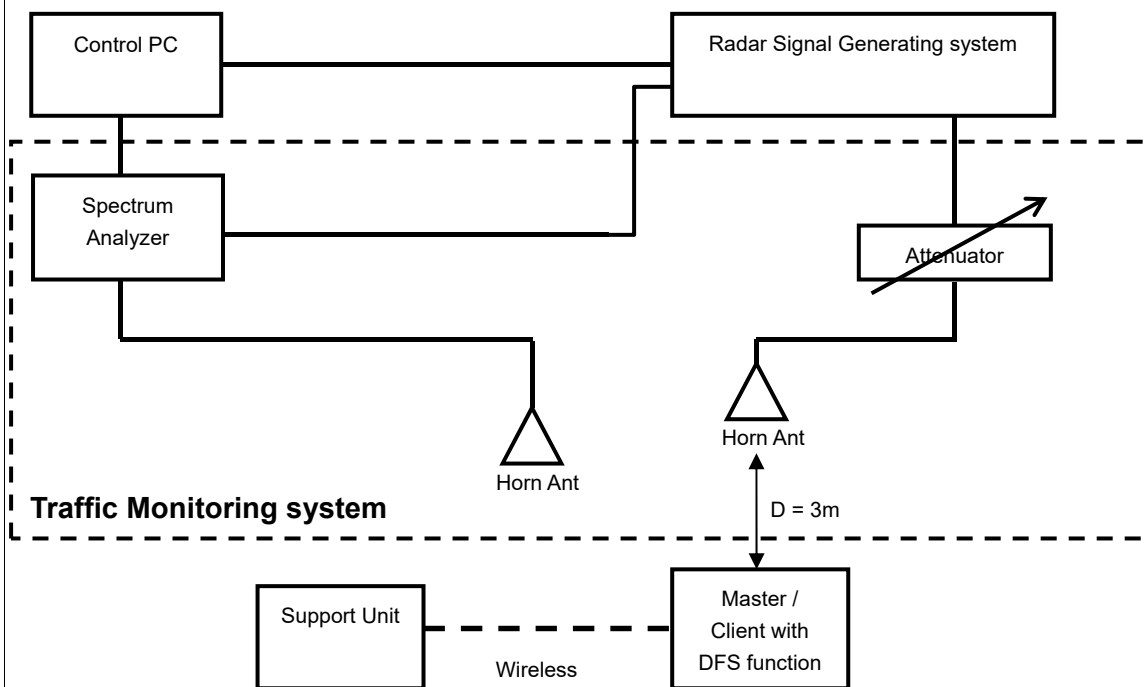 Control PC
Radar Signal Generating system
Spectrum
Analyzer
Attenuator
Horn Ant
Horn Ant
Traffic Monitoring system
D = 3m
Support Unit
Wireless
Master /
Client with
DFS function